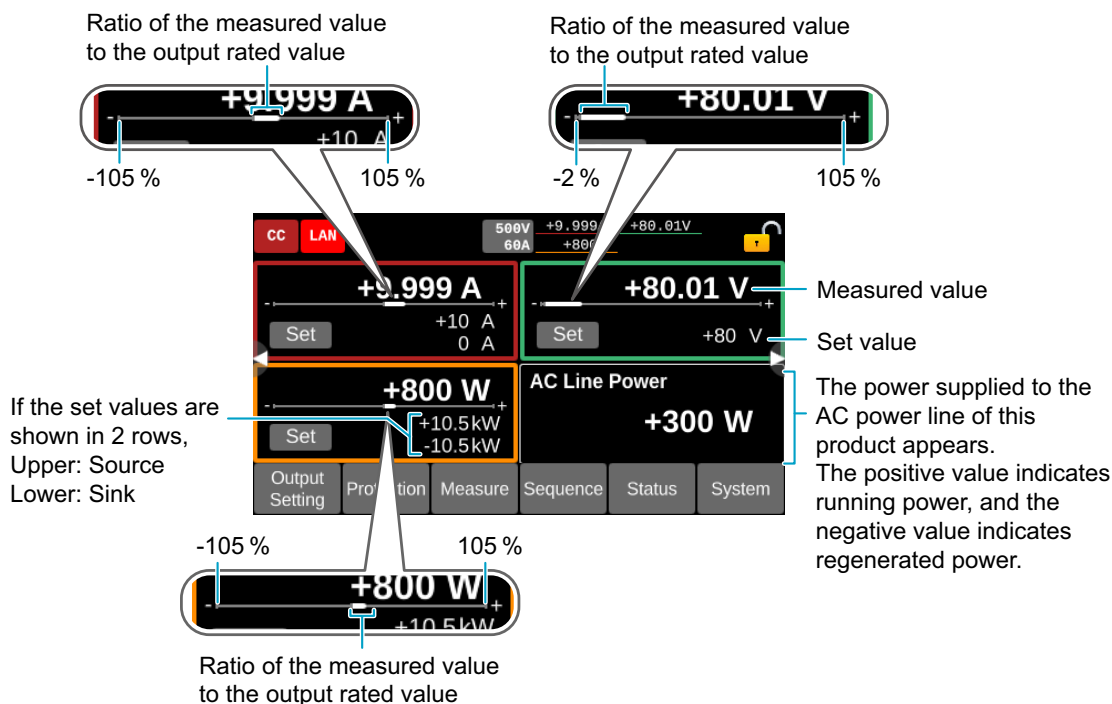 Ratio of the measured value
to the output rated value
Ratio of the measured value
to the output rated value
+9.999 A
-
+
+10 A
+80.01 V
-
+
-105 %
105 %
-2 %
105 %
CC
LAN
500V
60A
+9.999
+80.01V
+800
+9.999 A
-
+
Set
+10 A
0 A
+80.01 V
-
+
Set
+80 V
Measured value
Set value
+800 W
-
+
Set
+10.5kW
-10.5kW
AC Line Power
+300 W
If the set values are
shown in 2 rows,
Upper: Source
Lower: Sink
The power supplied to the
AC power line of this
product appears.
The positive value indicates
running power, and the
negative value indicates
regenerated power.
Output
Setting
Measure
Sequence
Status
System
-105 %
105 %
+800 W
-
+
+10.5kW
Ratio of the measured value
to the output rated value